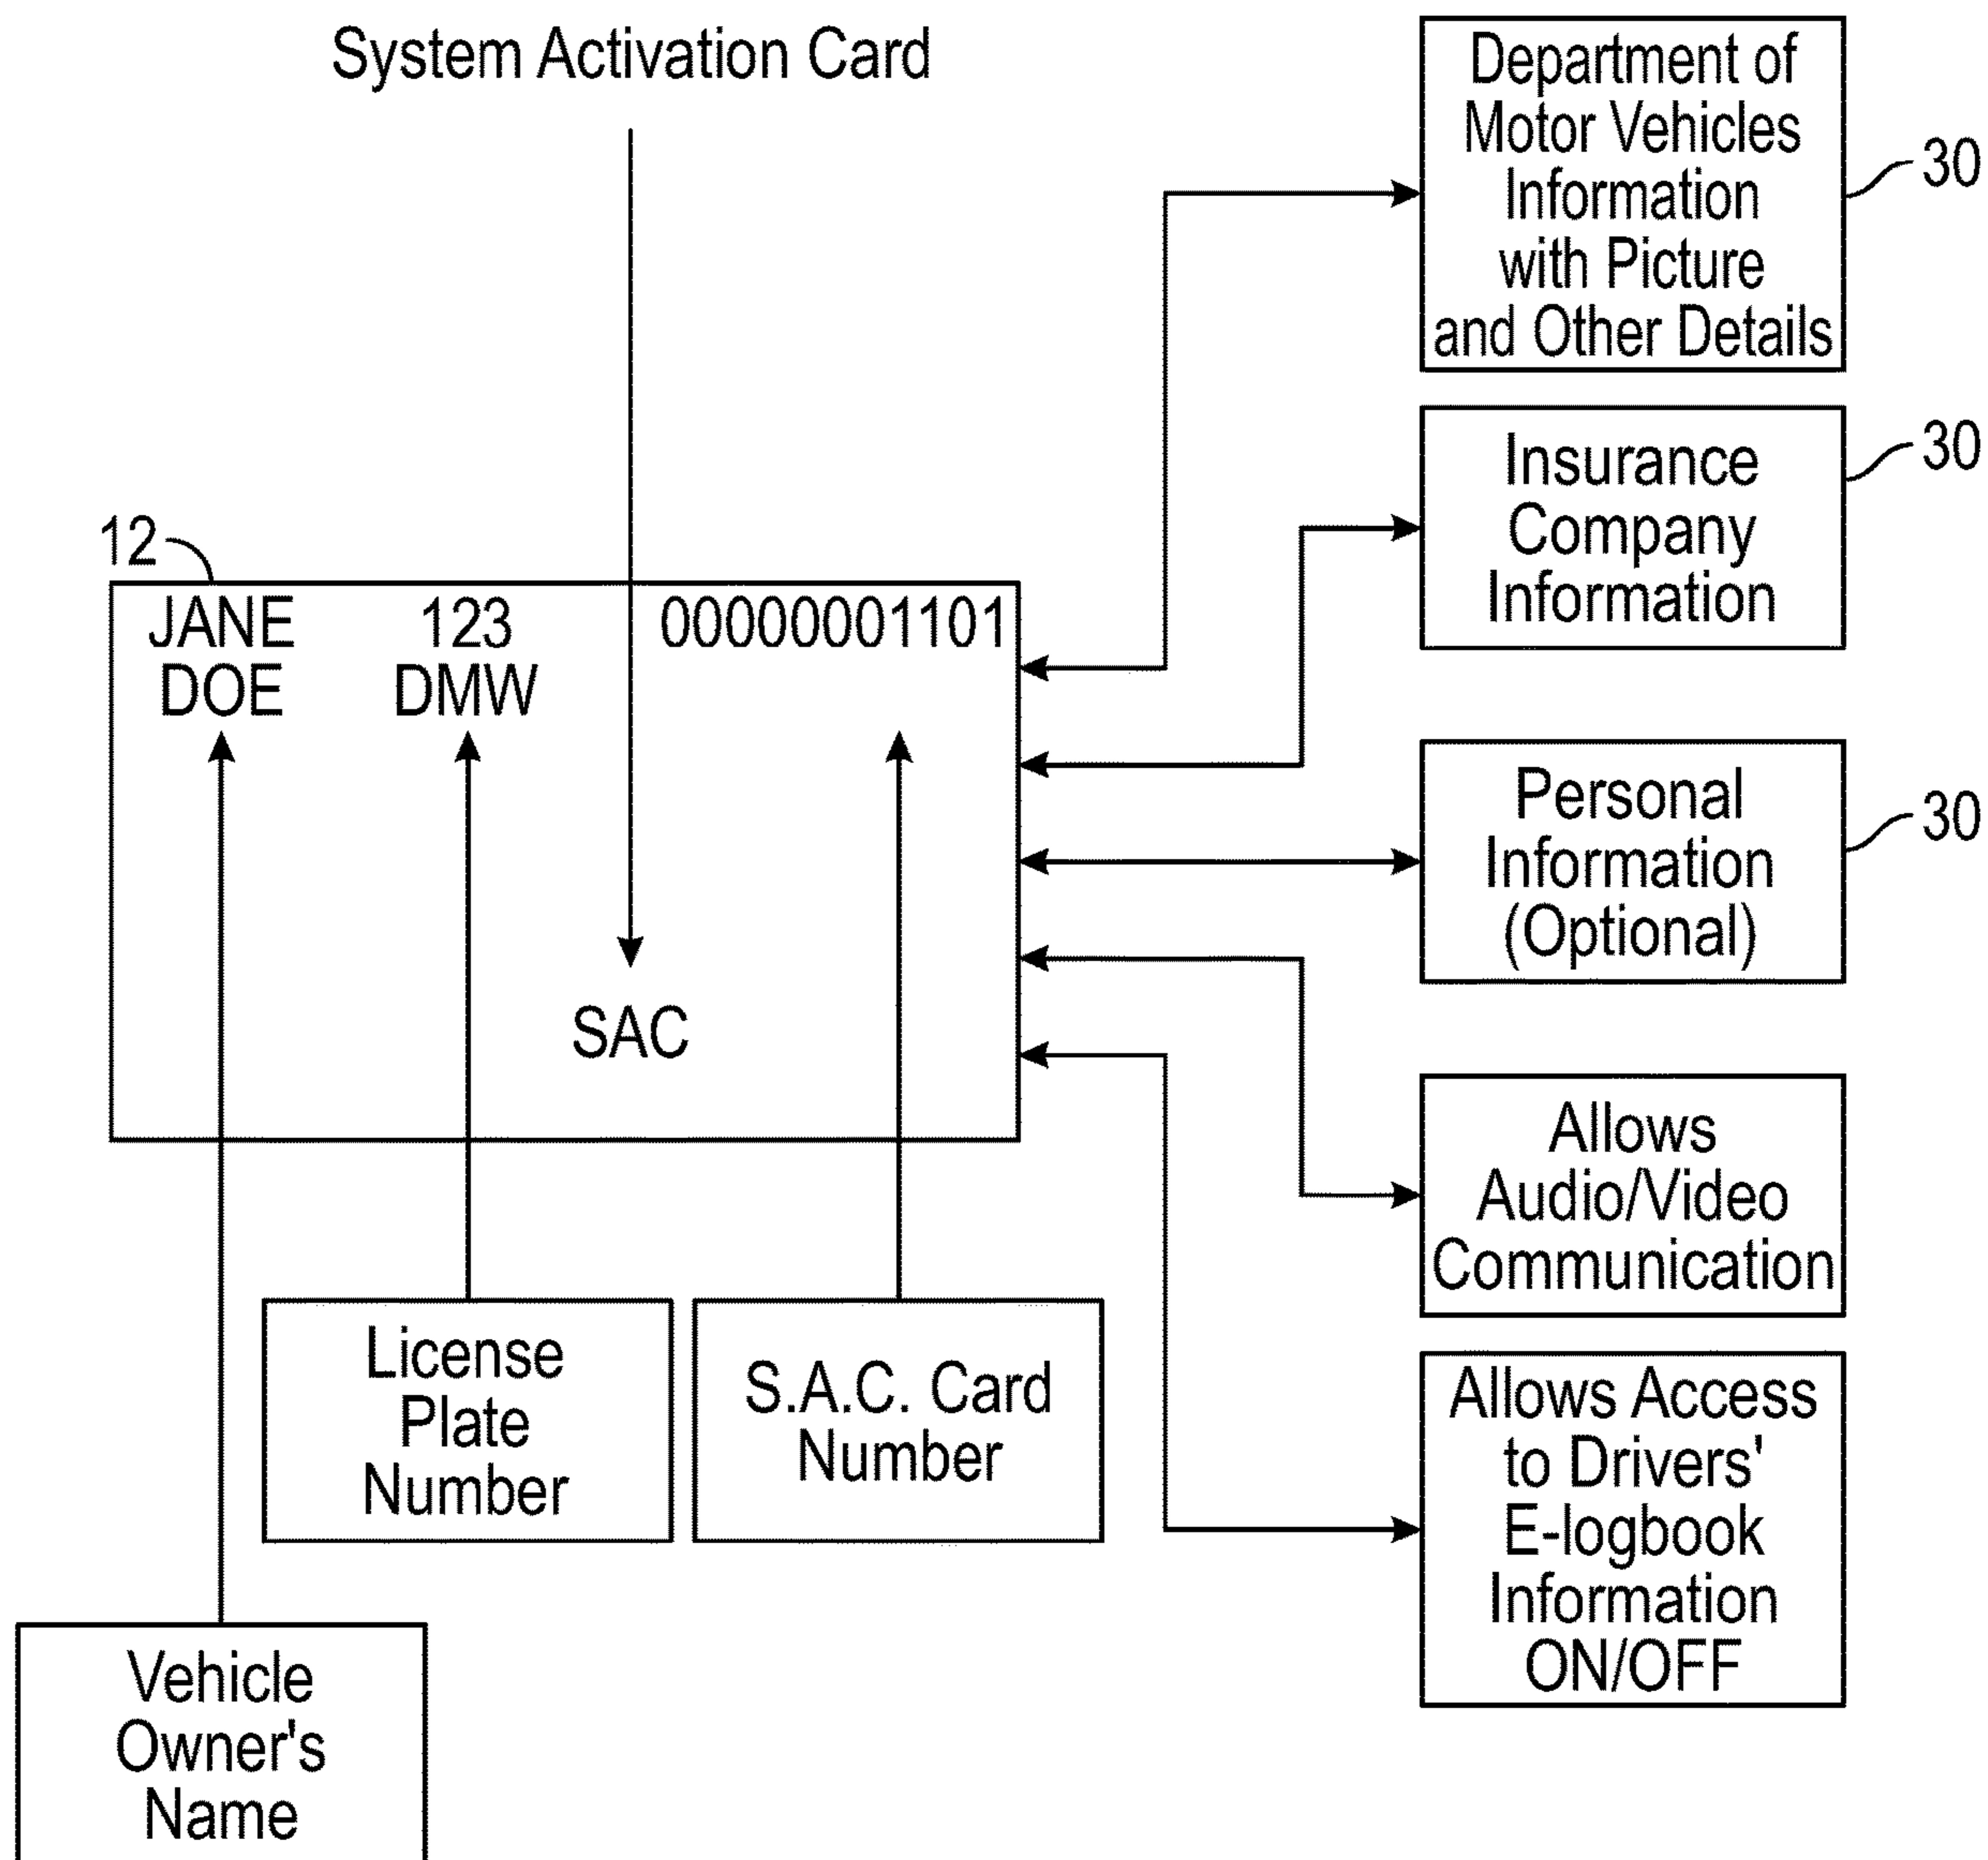 System Activation Card
Department of
Motor Vehicles
Information
with Picture
and Other Details
30
Insurance
Company
Information
30
12
JANE
DOE
123
DMW
00000001101
Personal
Information
(Optional)
30
SAC
Allows
Audio/Video
Communication
License
Plate
Number
S.A.C. Card
Number
Allows Access
to Drivers'
E-logbook
Information
ON/OFF
Vehicle
Owner's
Name